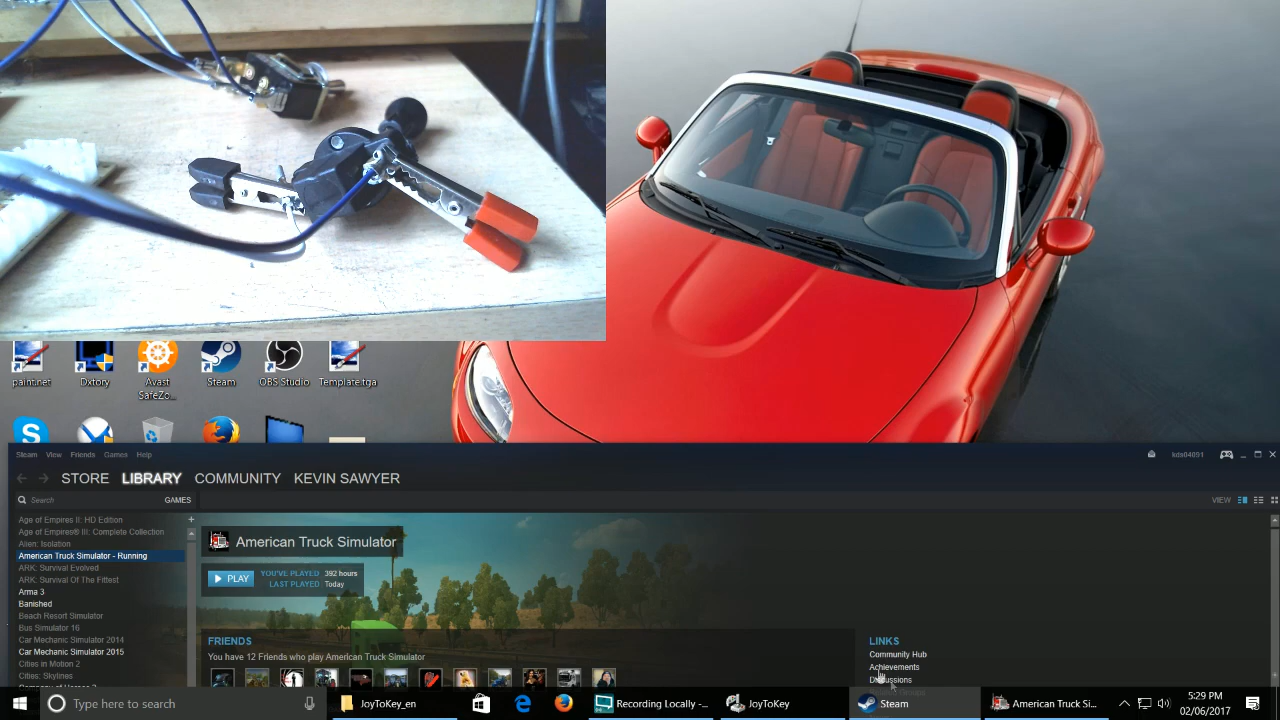 paint.net
Dxtory
Avast SafeZo...
Steam
OBS Studio
Template.tga
Steam View Friends Games Help
kds04091
STORE LIBRARY COMMUNITY KEVIN SAWYER
Search
GAMES
VIEW
Age of Empires II: HD Edition
Age of Empires® III: Complete Collection
Alien: Isolation
American Truck Simulator - Running
ARK: Survival Evolved
ARK: Survival Of The Fittest
Arma 3
Banished
Beach Resort Simulator
Bus Simulator 16
Car Mechanic Simulator 2014
Car Mechanic Simulator 2015
Cities in Motion 2
Cities: Skylines
American Truck Simulator
PLAY
YOU'VE PLAYED 392 hours
LAST PLAYED Today
FRIENDS
You have 12 Friends who play American Truck Simulator
LINKS
Community Hub
Achievements
Discussions
Type here to search
JoyToKey_en
Recording Locally -...
JoyToKey
Steam
American Truck Si...
5:29 PM
02/06/2017